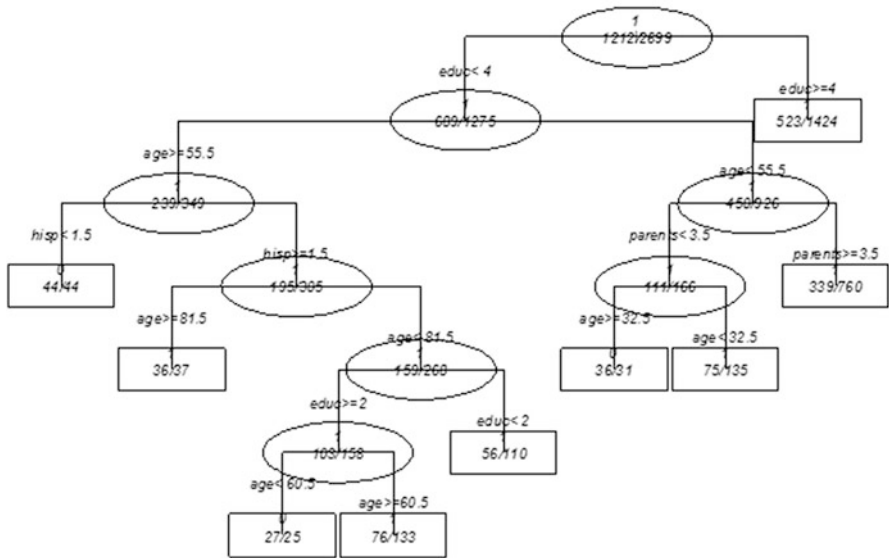 1
1212/2699
educ< 4
educ>=4
689/1275
523/1424
age>=55.5
age< 55.5
239/349
450/926
hisp< 1.5
hisp>=1.5
parents< 3.5
parents>=3.5
0
44/44
195/305
111/166
339/760
age>=81.5
age< 81.5
age>=32.5
age< 32.5
36/37
159/268
0
36/31
75/135
educ>=2
educ< 2
103/158
56/110
age< 60.5
age>=60.5
0
27/25
76/133